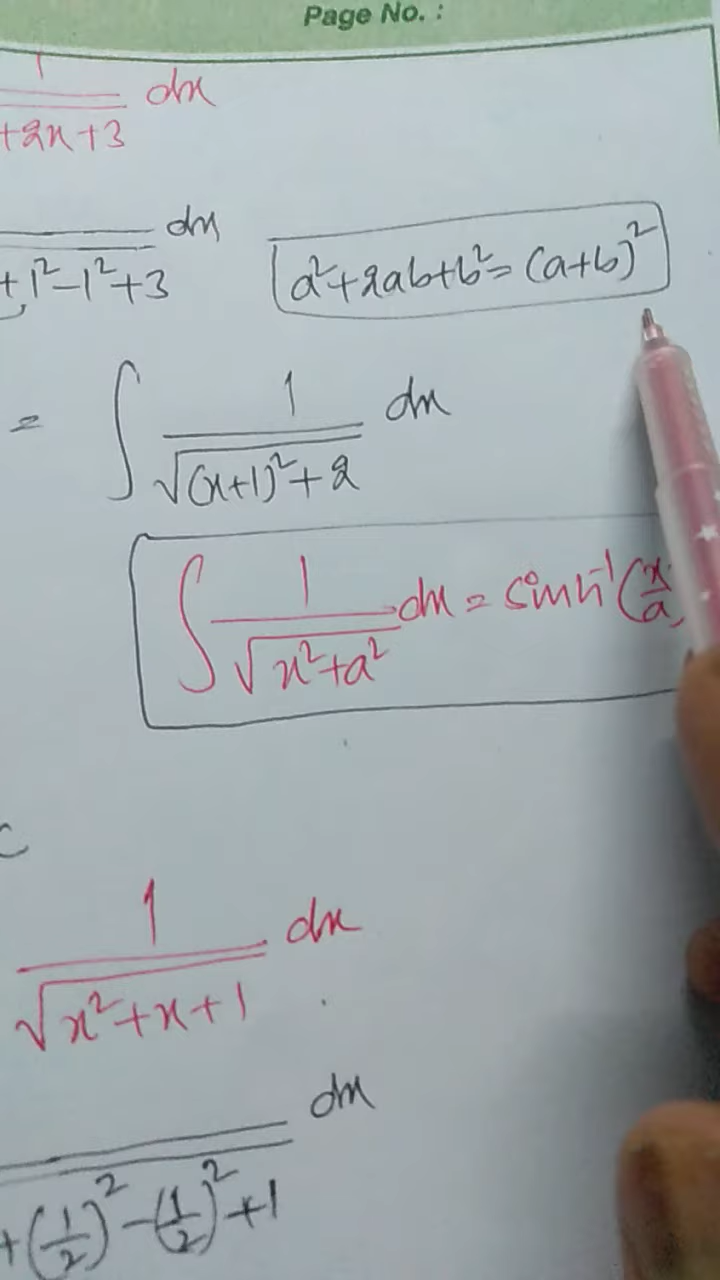 Page No. :
1
dx
+2x+3
dx
+1²-1²+3
a²+2ab+b²=(a+b)²
= ∫ 1/√((x+1)²+2) dx
∫ 1/√(x²+a²) dx = sinh⁻¹(x/a)
c
1/√(x²+x+1) dx
dx
+(1/2)²-(1/2)²+1